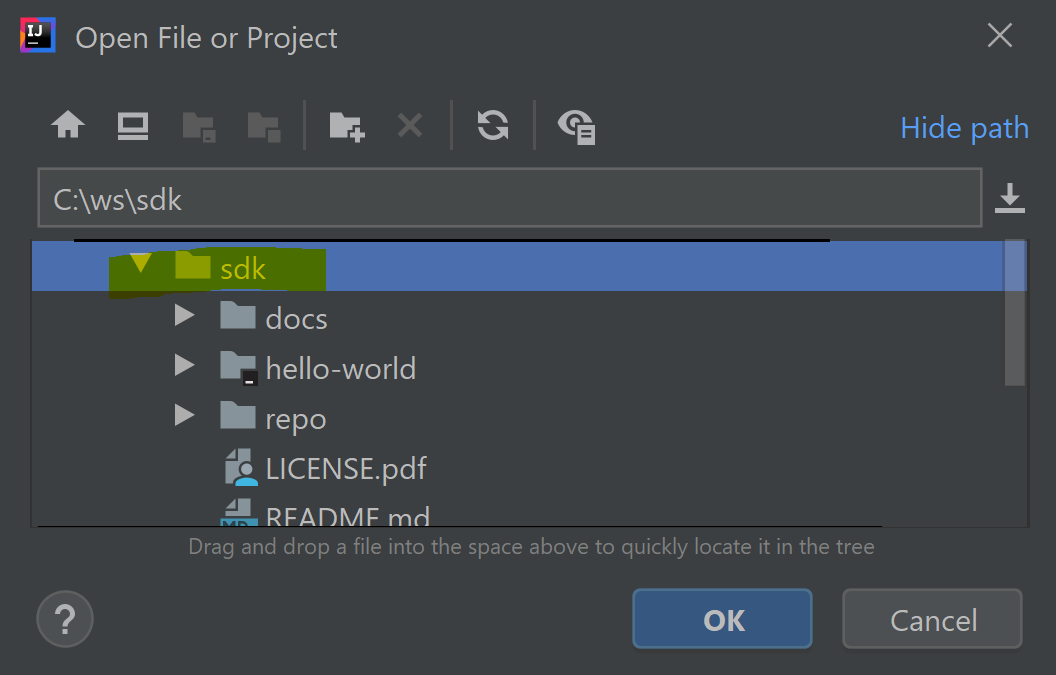 IJ Open File or Project
Hide path
C:\ws\sdk
sdk
docs
hello-world
repo
LICENSE.pdf
MD README.md
Drag and drop a file into the space above to quickly locate it in the tree
? OK Cancel